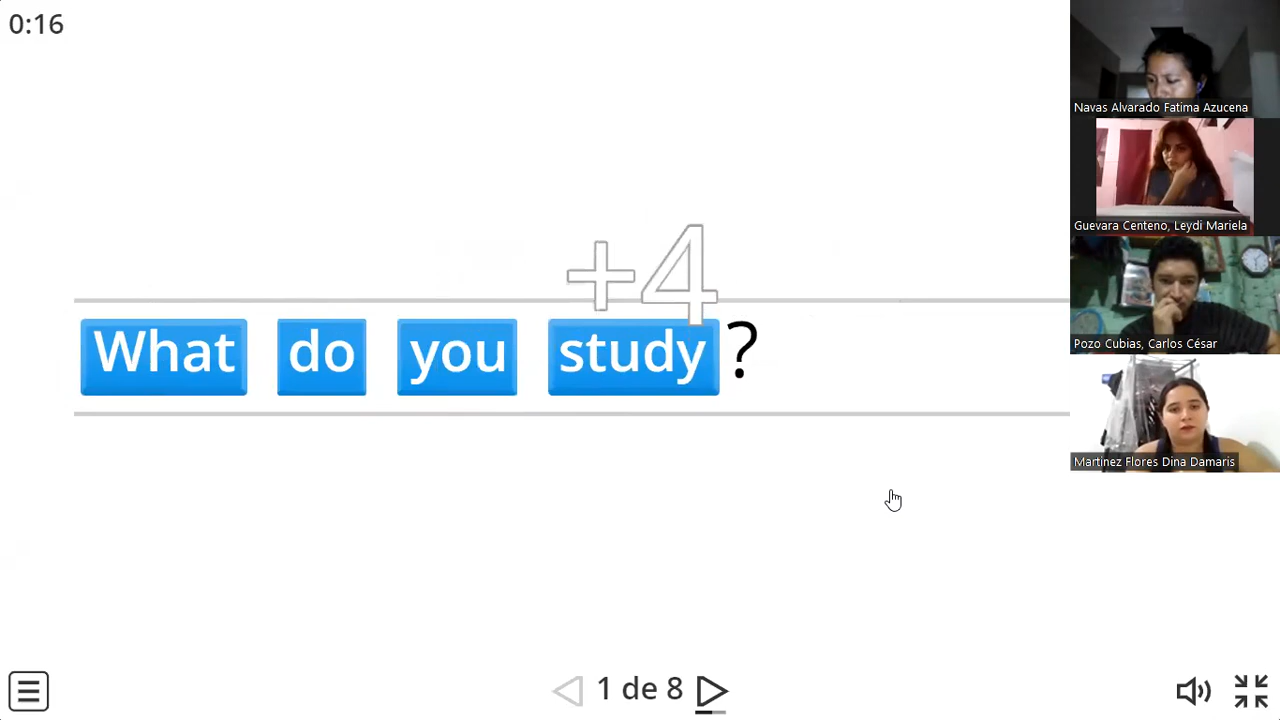 0:16
+4
What do you study ?
1 de 8
Navas Alvarado Fatima Azucena
Guevara Centeno, Leydi Mariela
Pozo Cubias, Carlos César
Martinez Flores Dina Damaris